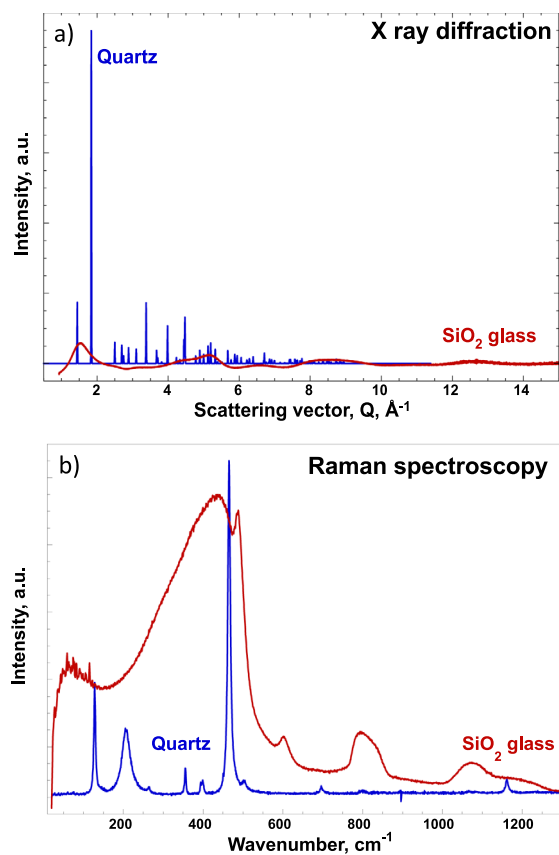 a)
X ray diffraction
Quartz
Intensity, a.u.
SiO₂ glass
2 4 6 8 10 12 14
Scattering vector, Q, Å⁻¹
b)
Raman spectroscopy
Intensity, a.u.
Quartz
SiO₂ glass
200 400 600 800 1000 1200
Wavenumber, cm⁻¹